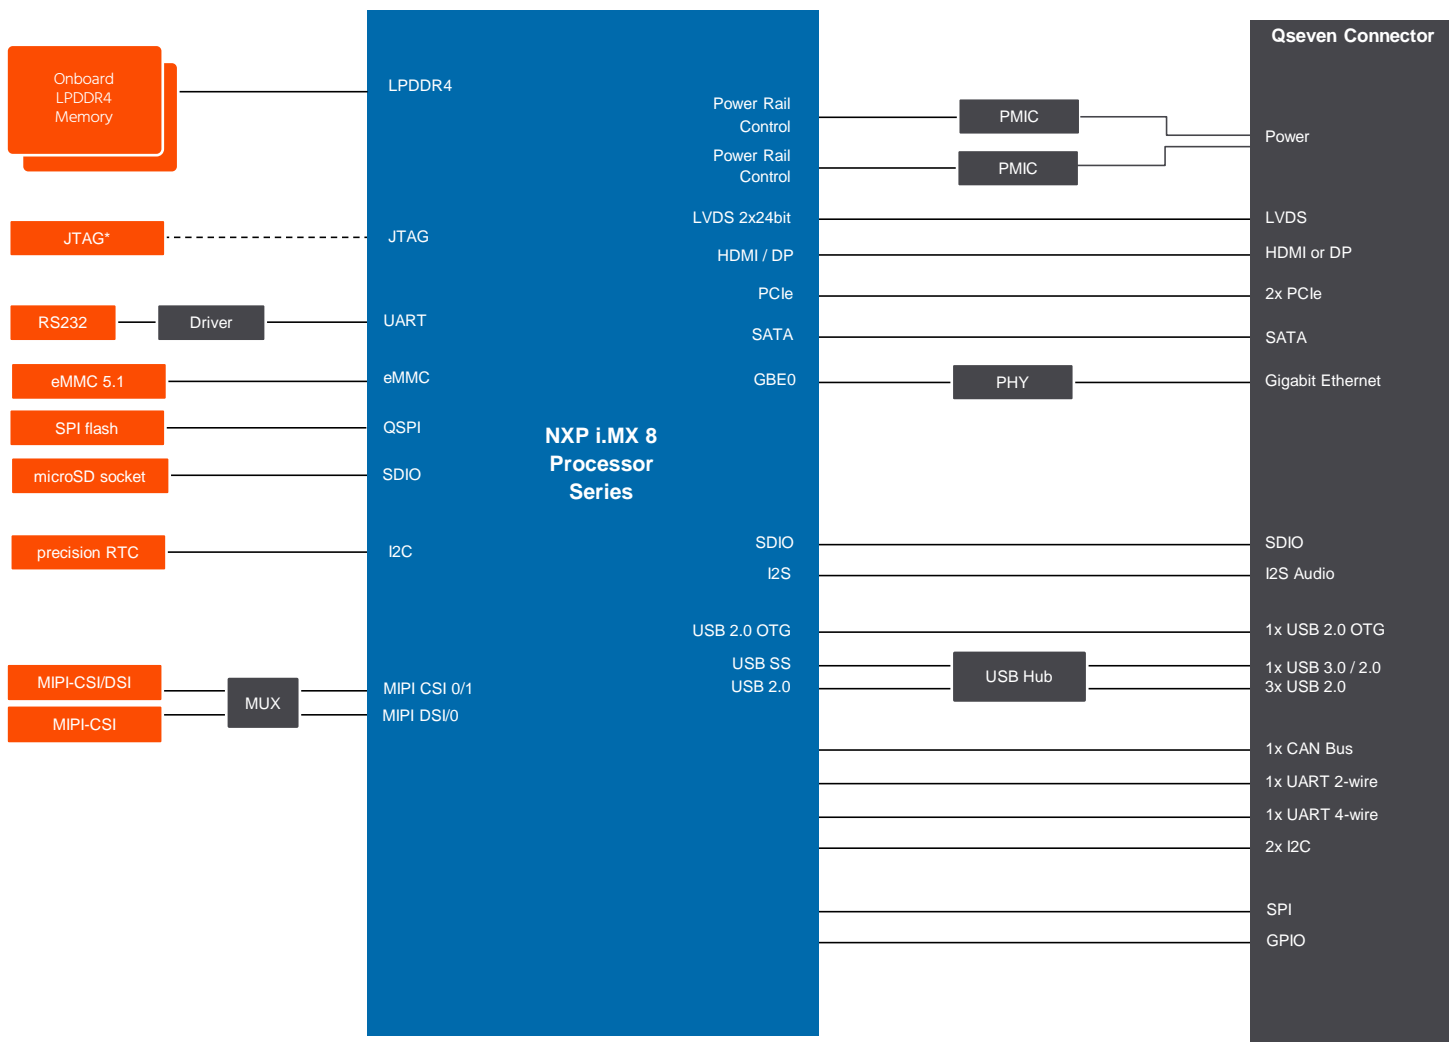 Onboard
LPDDR4
Memory
JTAG*
RS232
Driver
eMMC 5.1
SPI flash
microSD socket
precision RTC
MIPI-CSI/DSI
MIPI-CSI
MUX
LPDDR4
JTAG
UART
eMMC
QSPI
SDIO
I2C
MIPI CSI 0/1
MIPI DSI/0
NXP i.MX 8
Processor
Series
Power Rail
Control
Power Rail
Control
LVDS 2x24bit
HDMI / DP
PCIe
SATA
GBE0
SDIO
I2S
USB 2.0 OTG
USB SS
USB 2.0
PMIC
PMIC
PHY
USB Hub
Qseven Connector
Power
LVDS
HDMI or DP
2x PCIe
SATA
Gigabit Ethernet
SDIO
I2S Audio
1x USB 2.0 OTG
1x USB 3.0 / 2.0
3x USB 2.0
1x CAN Bus
1x UART 2-wire
1x UART 4-wire
2x I2C
SPI
GPIO